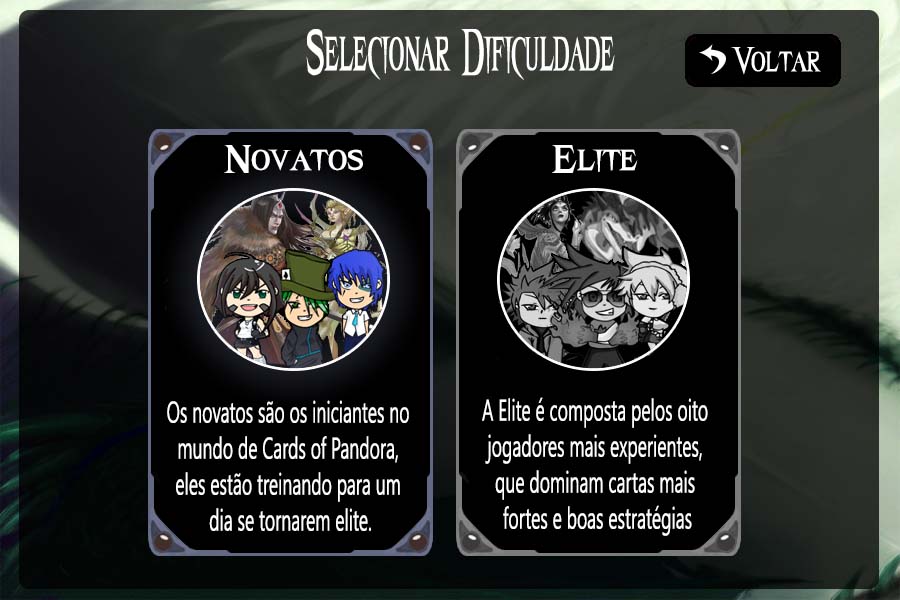 Selecionar Dificuldade
Voltar
Novatos
Os novatos são os iniciantes no
mundo de Cards of Pandora,
eles estão treinando para um
dia se tornarem elite.
Elite
A Elite é composta pelos oito
jogadores mais experientes,
que dominam cartas mais
fortes e boas estratégias